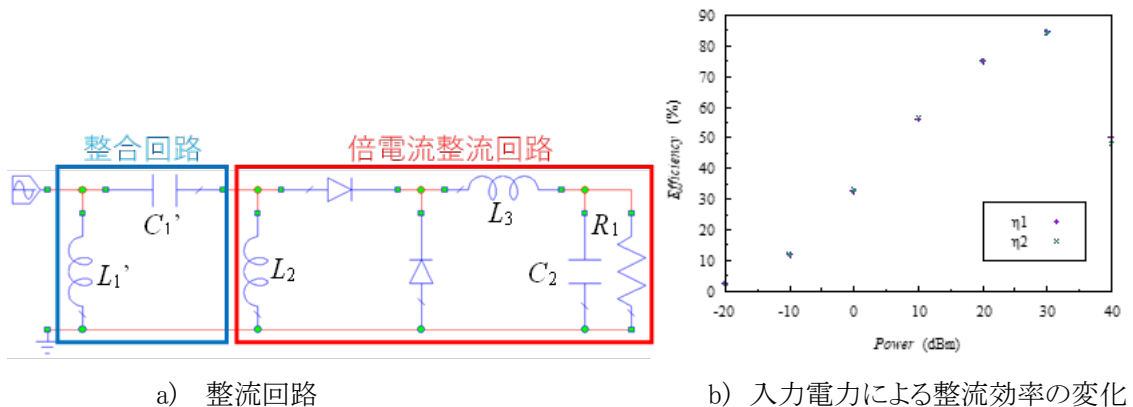 整合回路
倍電流整流回路
C₁’
L₁’
L₂
L₃
C₂
R₁
a) 整流回路
90
80
70
60
50
40
30
20
10
0
Efficiency (%)
η1
η2
-20 -10 0 10 20 30 40
Power (dBm)
b) 入力電力による整流効率の変化